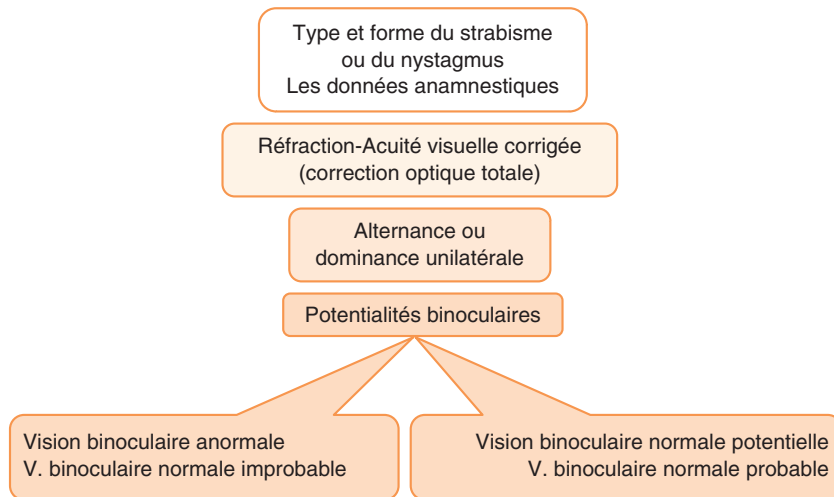 Type et forme du strabisme
ou du nystagmus
Les données anamnestiques
Réfraction-Acuité visuelle corrigée
(correction optique totale)
Alternance ou
dominance unilatérale
Potentialités binoculaires
Vision binoculaire anormale
V. binoculaire normale improbable
Vision binoculaire normale potentielle
V. binoculaire normale probable